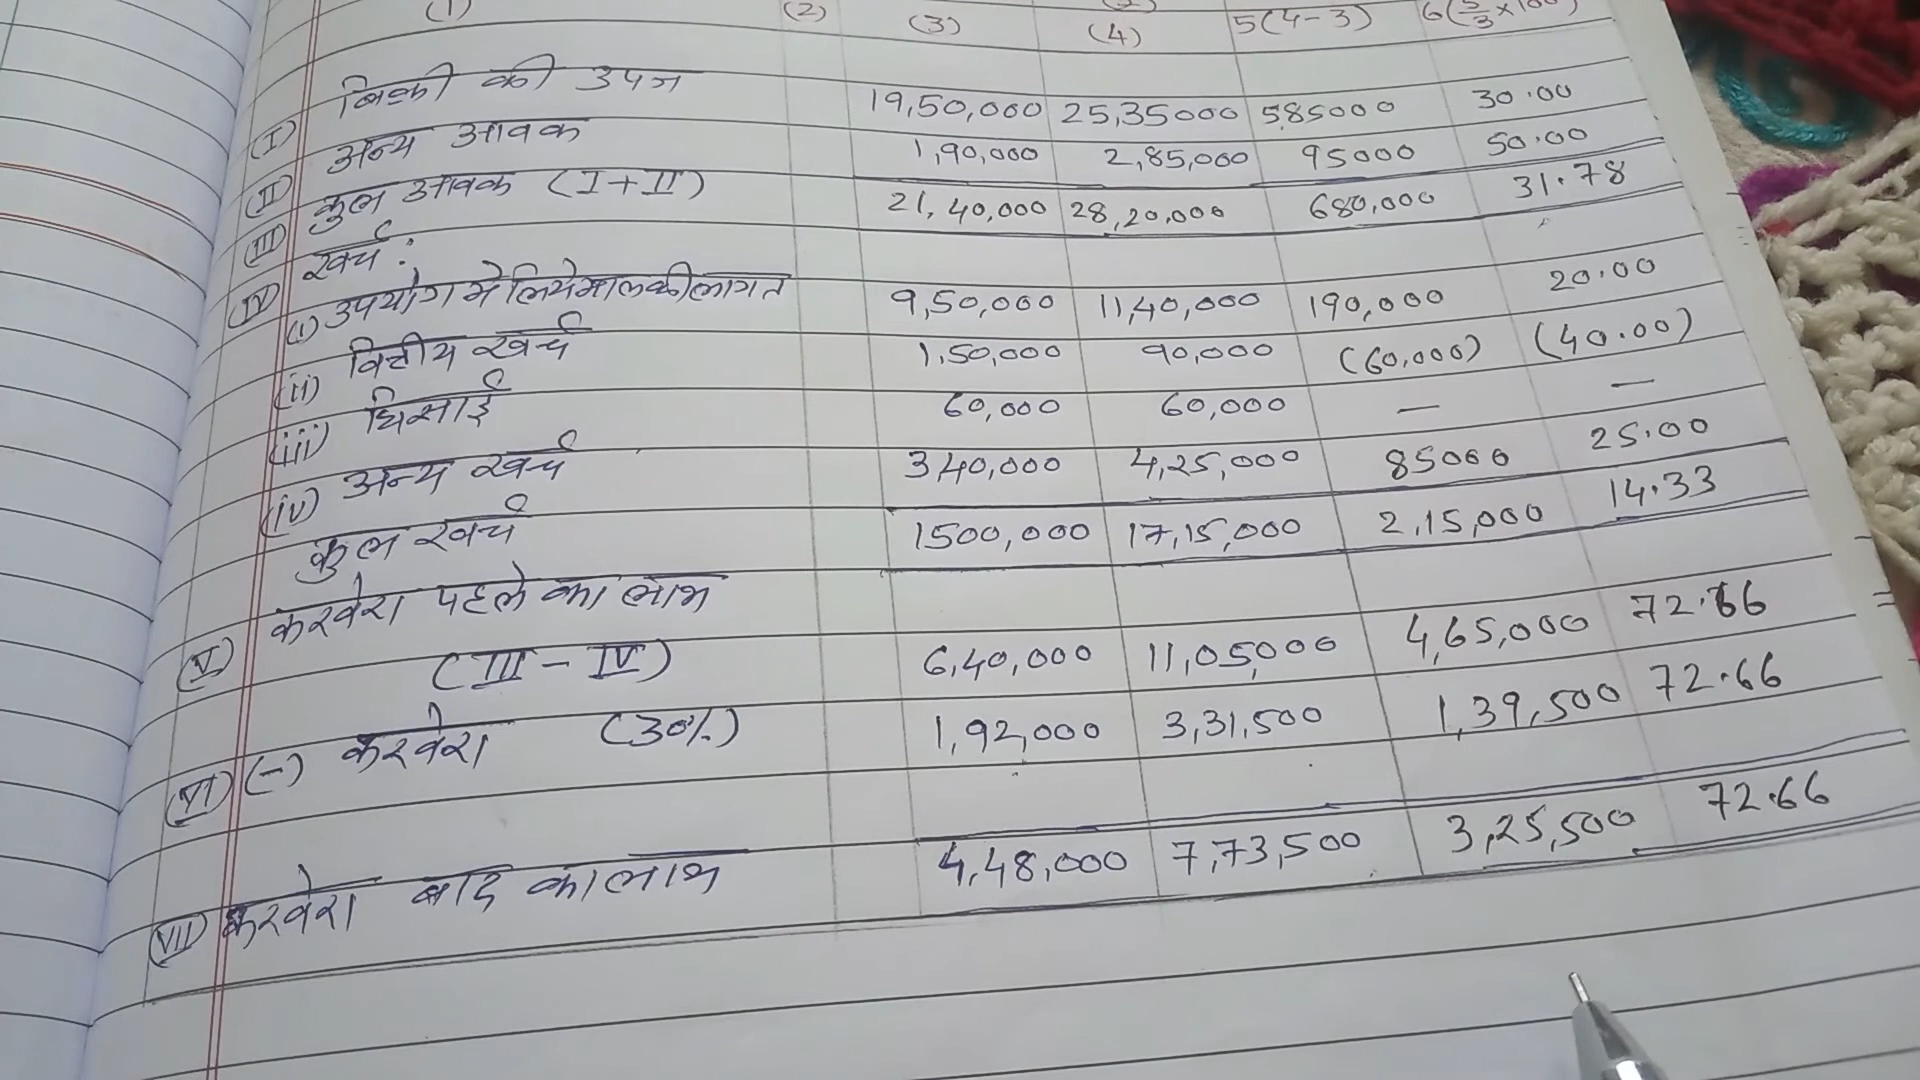 (1) (2) (3) (4) 5(4-3) 6(5/3×100)
(I) बिक्री की उपज 19,50,000 25,35000 585000 30.00
(II) अन्य आवक 1,90,000 2,85,000 95000 50.00
(III) कुल आवक (I+II) 21,40,000 28,20,000 680,000 31.78
(IV) खर्च :
(i) उपयोग मे लिये माल की लागत 9,50,000 11,40,000 190,000 20.00
(ii) वित्तीय खर्च 1,50,000 90,000 (60,000) (40.00)
(iii) घिसाई 60,000 60,000 — —
(iv) अन्य खर्च 340,000 4,25,000 85000 25.00
कुल खर्च 1500,000 17,15,000 2,15,000 14.33
(V) करवेरा पहले का लाभ
(III - IV) 6,40,000 11,05,000 4,65,000 72.66
(VI) (-) करवेरा (30%) 1,92,000 3,31,500 1,39,500 72.66
(VII) करवेरा बाद का लाभ 4,48,000 7,73,500 3,25,500 72.66